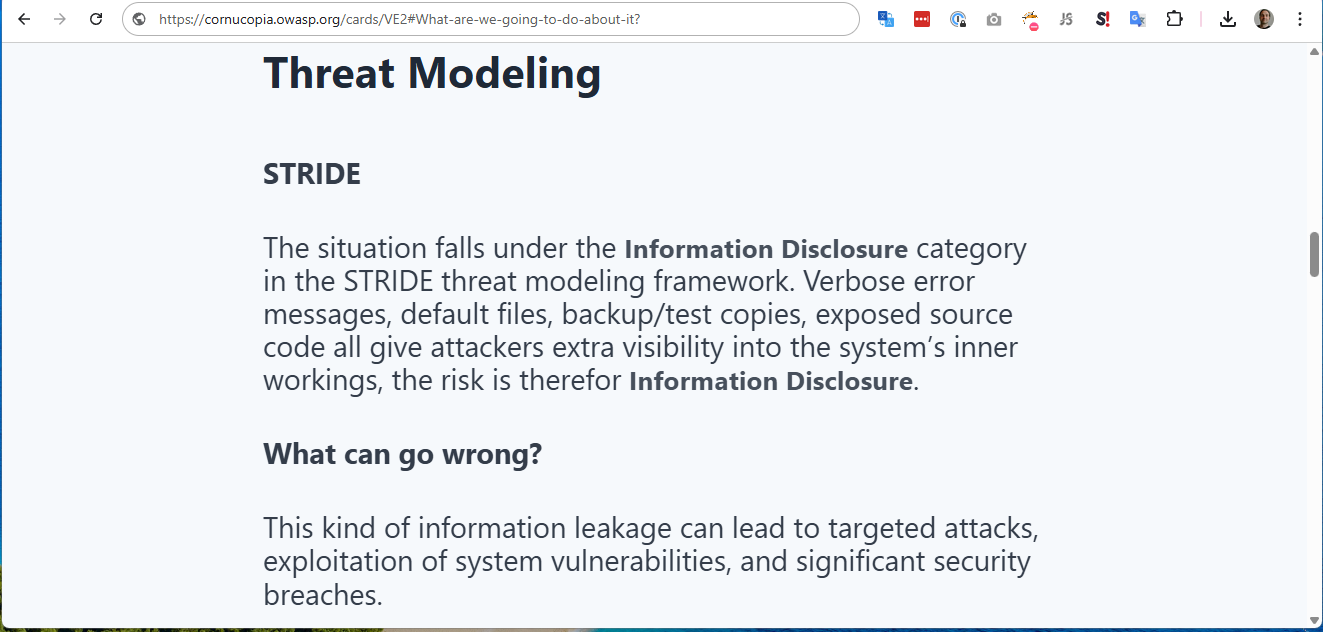 https://cornucopia.owasp.org/cards/VE2#What-are-we-going-to-do-about-it?
JS
S!
Threat Modeling
STRIDE
The situation falls under the Information Disclosure category
in the STRIDE threat modeling framework. Verbose error
messages, default files, backup/test copies, exposed source
code all give attackers extra visibility into the system’s inner
workings, the risk is therefor Information Disclosure.
What can go wrong?
This kind of information leakage can lead to targeted attacks,
exploitation of system vulnerabilities, and significant security
breaches.